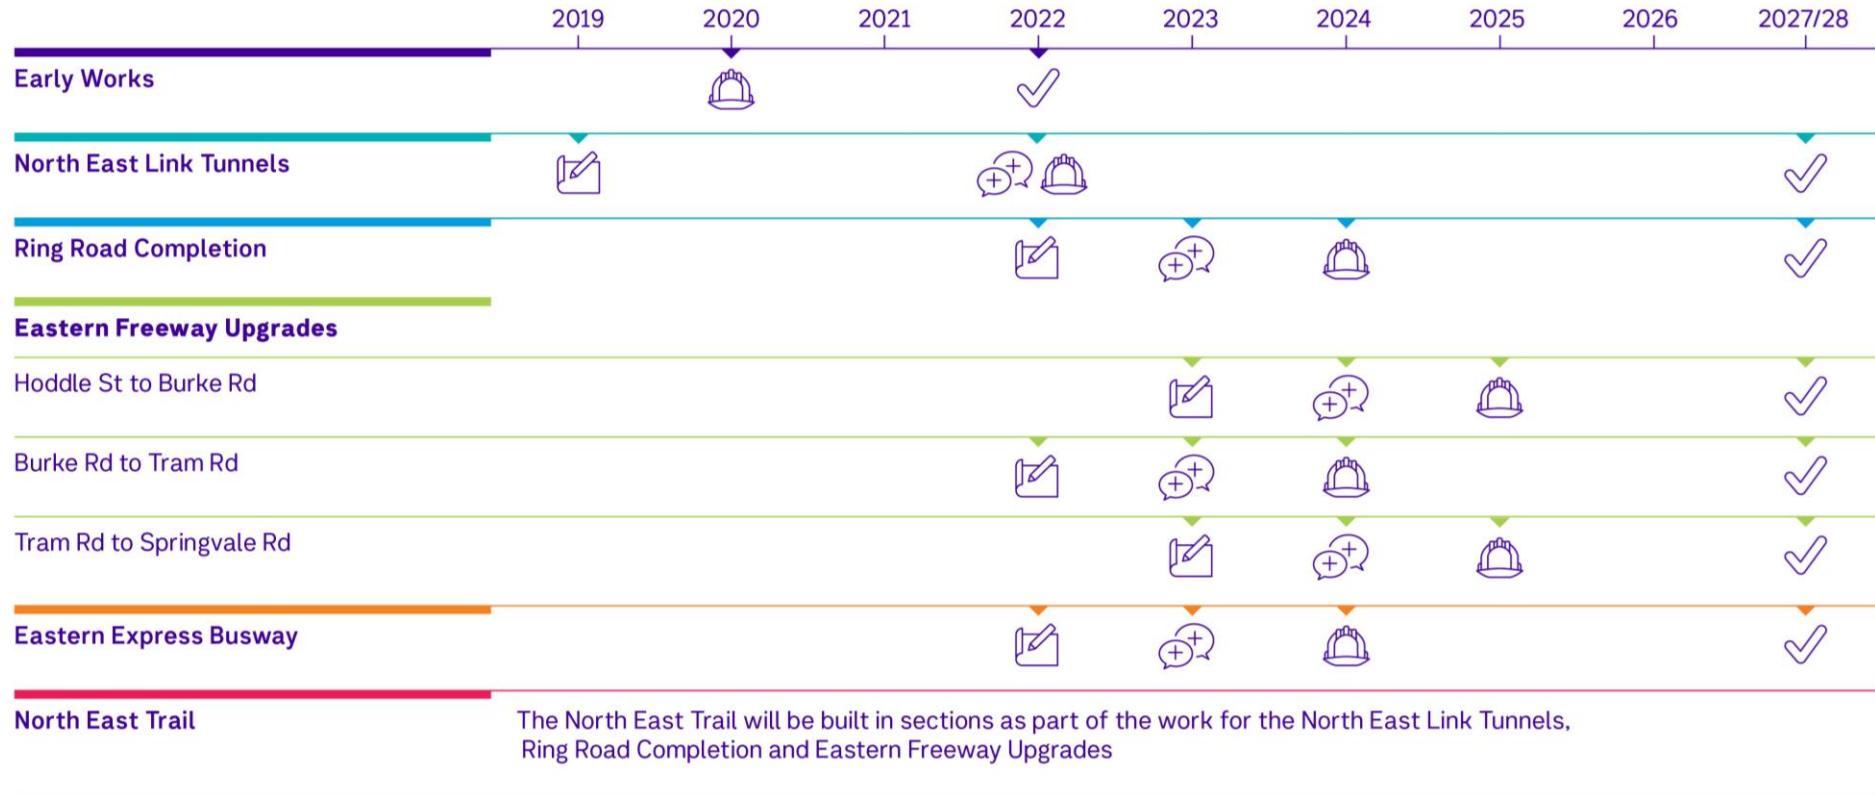 2019 2020 2021 2022 2023 2024 2025 2026 2027/28
Early Works
North East Link Tunnels
Ring Road Completion
Eastern Freeway Upgrades
Hoddle St to Burke Rd
Burke Rd to Tram Rd
Tram Rd to Springvale Rd
Eastern Express Busway
North East Trail
The North East Trail will be built in sections as part of the work for the North East Link Tunnels,
Ring Road Completion and Eastern Freeway Upgrades